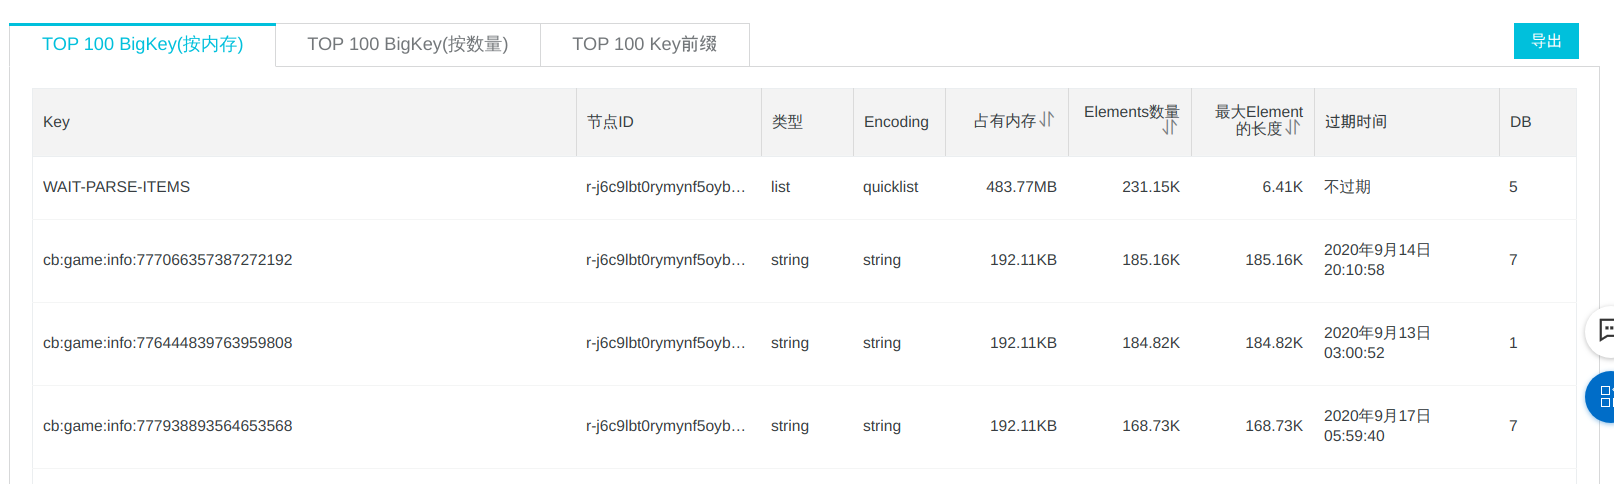 TOP 100 BigKey(按内存) TOP 100 BigKey(按数量) TOP 100 Key前缀 导出
Key 节点ID 类型 Encoding 占有内存 Elements数量 最大Element的长度 过期时间 DB
WAIT-PARSE-ITEMS r-j6c9lbt0rymynf5oyb… list quicklist 483.77MB 231.15K 6.41K 不过期 5
cb:game:info:777066357387272192 r-j6c9lbt0rymynf5oyb… string string 192.11KB 185.16K 185.16K 2020年9月14日 20:10:58 7
cb:game:info:776444839763959808 r-j6c9lbt0rymynf5oyb… string string 192.11KB 184.82K 184.82K 2020年9月13日 03:00:52 1
cb:game:info:777938893564653568 r-j6c9lbt0rymynf5oyb… string string 192.11KB 168.73K 168.73K 2020年9月17日 05:59:40 7